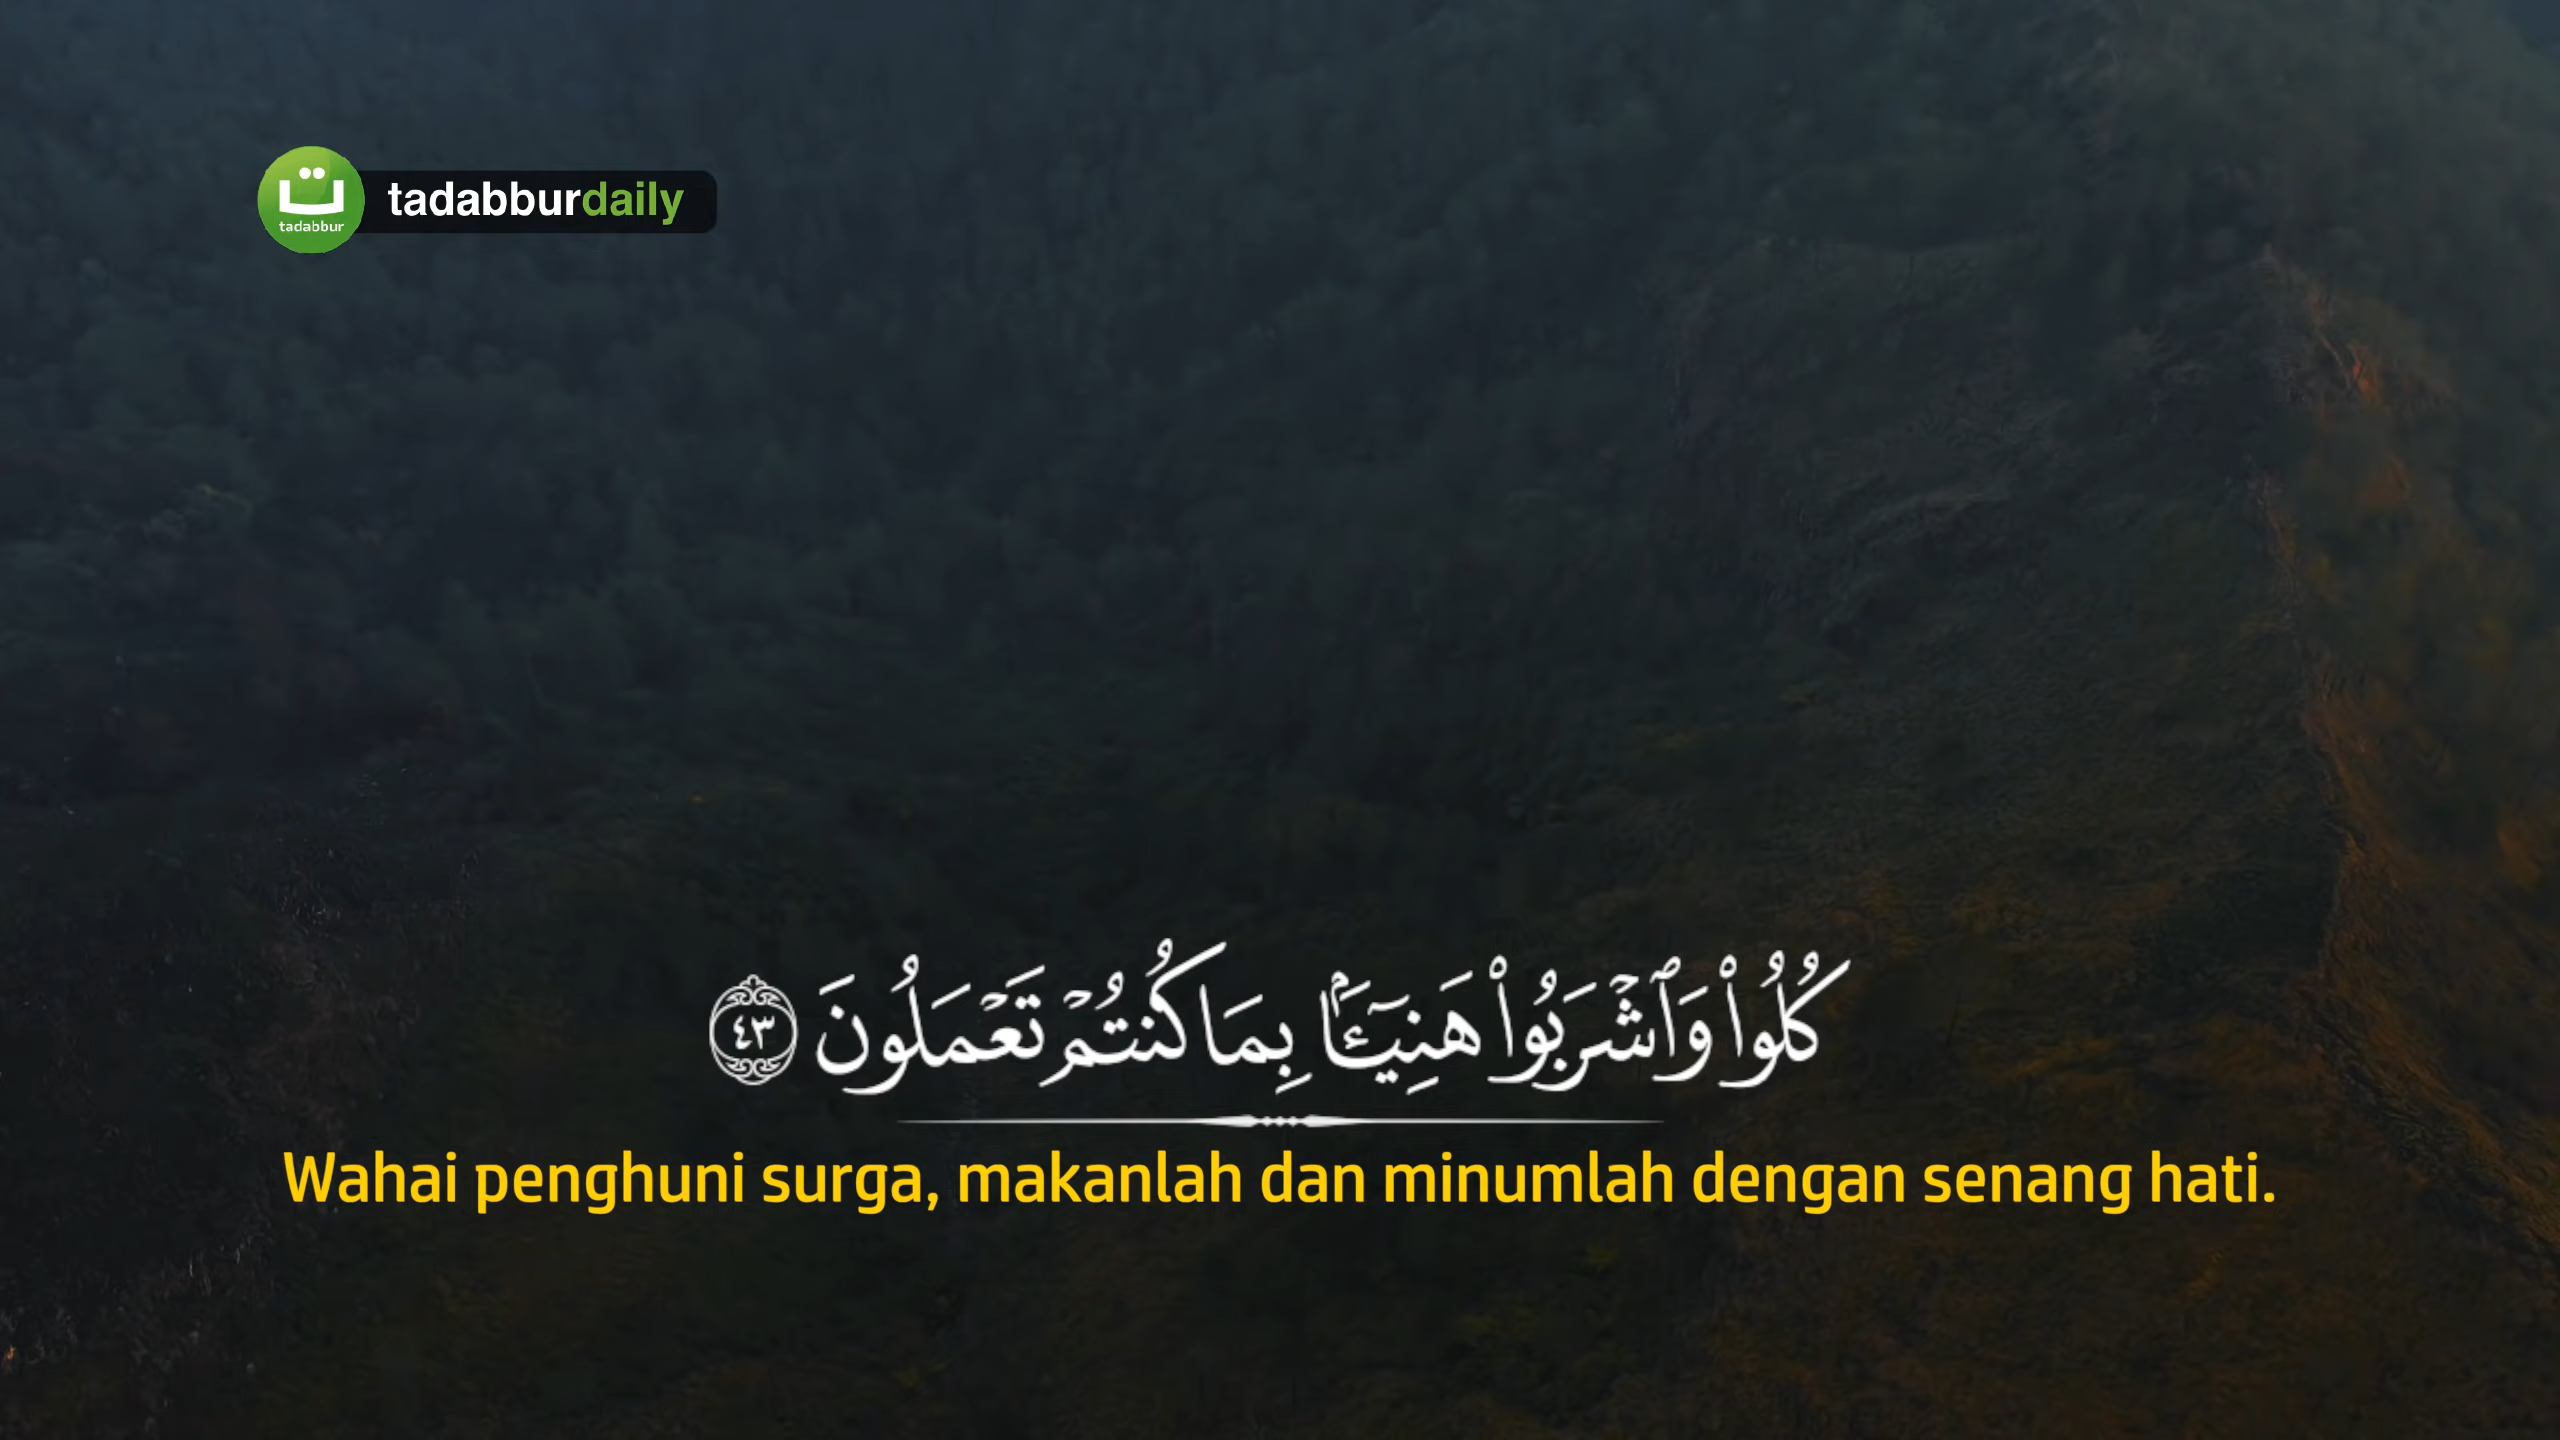 tadabbur
tadabburdaily
كُلُوا۟ وَٱشْرَبُوا۟ هَنِيٓـَٔۢا بِمَا كُنتُمْ تَعْمَلُونَ ٤٣
Wahai penghuni surga, makanlah dan minumlah dengan senang hati.